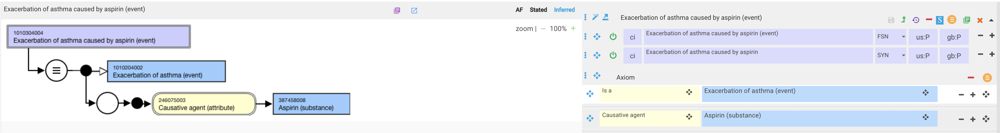 Exacerbation of asthma caused by aspirin (event)
AF Stated Inferred
zoom | − 100% +
1010304004
Exacerbation of asthma caused by aspirin (event)
1010204002
Exacerbation of asthma (event)
246075003
Causative agent (attribute)
387458008
Aspirin (substance)
Exacerbation of asthma caused by aspirin (event)
S
ci Exacerbation of asthma caused by aspirin (event) FSN us:P gb:P
ci Exacerbation of asthma caused by aspirin SYN us:P gb:P
Axiom
Is a Exacerbation of asthma (event)
Causative agent Aspirin (substance)